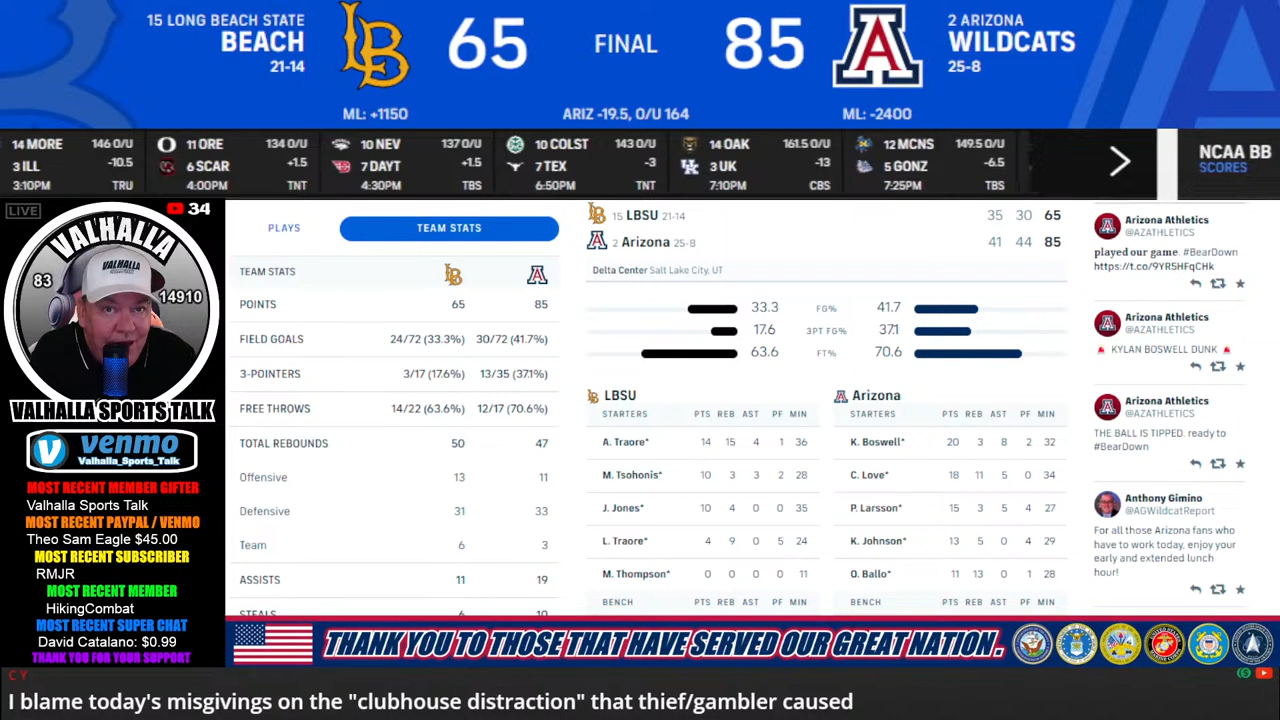 15 LONG BEACH STATE
BEACH
21-14
LB
65
FINAL
85
A
2 ARIZONA
WILDCATS
25-8
ML: +1150
ARIZ -19.5, O/U 164
ML: -2400
14 MORE 146 O/U
3 ILL -10.5
3:10PM TRU
11 ORE 134 O/U
6 SCAR +1.5
4:00PM TNT
10 NEV 137 O/U
7 DAYT +1.5
4:30PM TBS
10 COLST 143 O/U
7 TEX -3
6:50PM TNT
14 OAK 161.5 O/U
3 UK -13
7:10PM CBS
12 MCNS 149.5 O/U
5 GONZ -6.5
7:25PM TBS
NCAA BB
SCORES
LIVE
34
VALHALLA
VALHALLA
83
14910
VALHALLA SPORTS TALK
venmo
Valhalla_Sports_Talk
MOST RECENT MEMBER GIFTER
Valhalla Sports Talk
MOST RECENT PAYPAL / VENMO
Theo Sam Eagle $45.00
MOST RECENT SUBSCRIBER
RMJR
MOST RECENT MEMBER
HikingCombat
MOST RECENT SUPER CHAT
David Catalano: $0.99
THANK YOU FOR YOUR SUPPORT
PLAYS
TEAM STATS
TEAM STATS
POINTS 65 85
FIELD GOALS 24/72 (33.3%) 30/72 (41.7%)
3-POINTERS 3/17 (17.6%) 13/35 (37.1%)
FREE THROWS 14/22 (63.6%) 12/17 (70.6%)
TOTAL REBOUNDS 50 47
Offensive 13 11
Defensive 31 33
Team 6 3
ASSISTS 11 19
STEALS 6 10
15 LBSU 21-14 35 30 65
2 Arizona 25-8 41 44 85
Delta Center Salt Lake City, UT
33.3 FG% 41.7
17.6 3PT FG% 37.1
63.6 FT% 70.6
LBSU
STARTERS PTS REB AST PF MIN
A. Traore* 14 15 4 1 36
M. Tsohonis* 10 3 3 2 28
J. Jones* 10 4 0 0 35
L. Traore* 4 9 0 5 24
M. Thompson* 0 0 0 0 11
BENCH PTS REB AST PF MIN
Arizona
STARTERS PTS REB AST PF MIN
K. Boswell* 20 3 8 2 32
C. Love* 18 11 5 0 34
P. Larsson* 15 3 5 4 27
K. Johnson* 13 5 0 4 29
O. Ballo* 11 13 0 1 28
BENCH PTS REB AST PF MIN
Arizona Athletics
@AZATHLETICS
played our game. #BearDown
https://t.co/9YR5HFqCHk
Arizona Athletics
@AZATHLETICS
KYLAN BOSWELL DUNK
Arizona Athletics
@AZATHLETICS
THE BALL IS TIPPED. ready to
#BearDown
Anthony Gimino
@AGWildcatReport
For all those Arizona fans who
have to work today, enjoy your
early and extended lunch
hour!
THANK YOU TO THOSE THAT HAVE SERVED OUR GREAT NATION.
C Y
I blame today's misgivings on the "clubhouse distraction" that thief/gambler caused